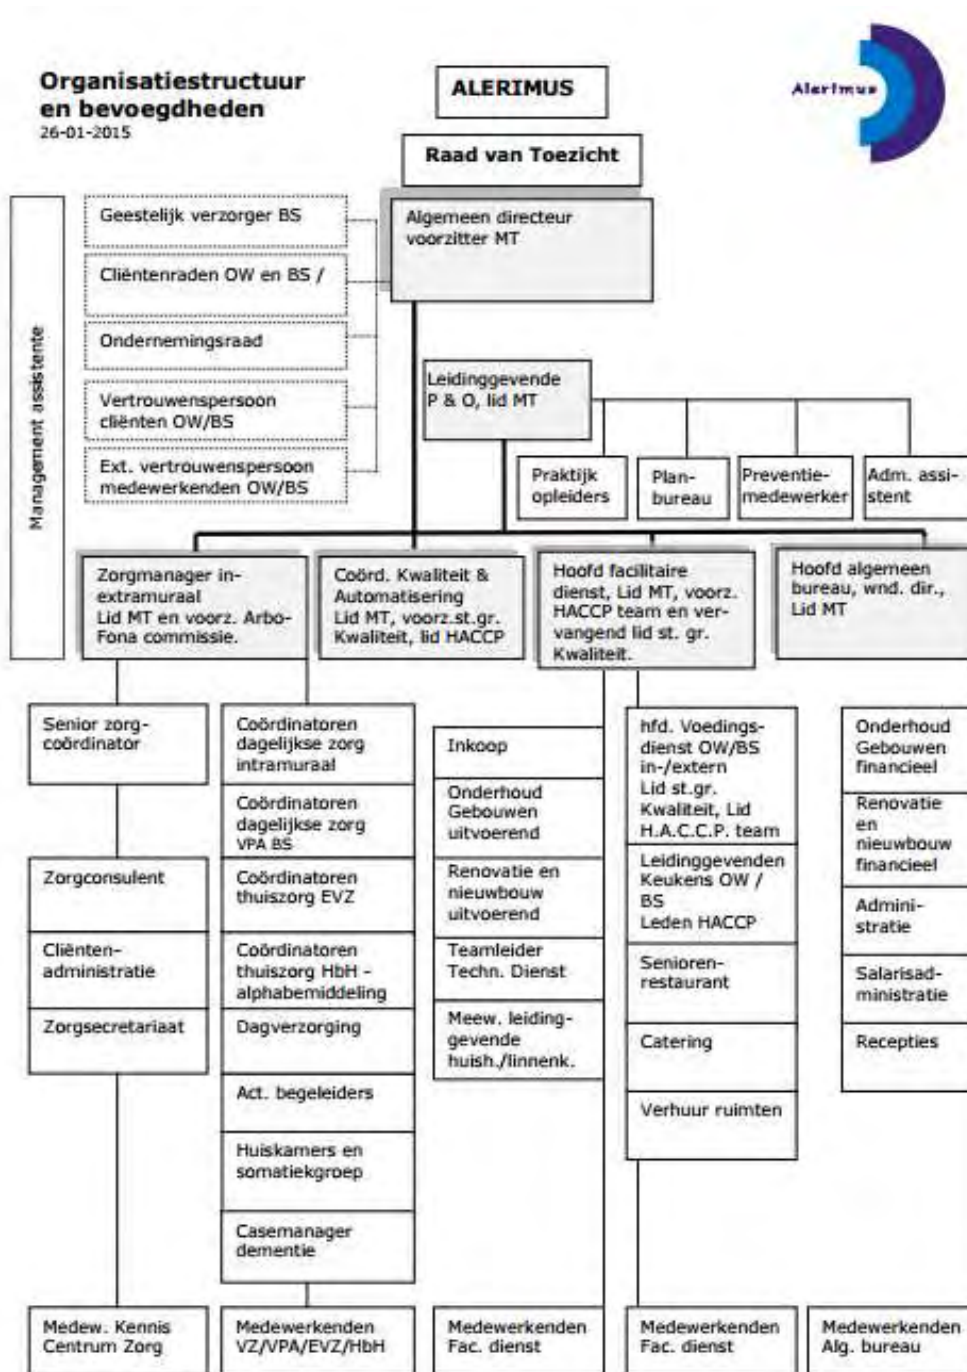 Organisatiestructuur
en bevoegdheden
26-01-2015
ALERIMUS
Alerimus
Raad van Toezicht
Management assistente
Geestelijk verzorger BS
Cliëntenraden OW en BS /
Ondernemingsraad
Vertrouwenspersoon
cliënten OW/BS
Ext. vertrouwenspersoon
medewerkenden OW/BS
Algemeen directeur
voorzitter MT
Leidinggevende
P & O, lid MT
Praktijk
opleiders
Plan-
bureau
Preventie-
medewerker
Adm. assi-
stent
Zorgmanager in-
extramuraal
Lid MT en voorz. Arbo-
Fona commissie.
Coörd. Kwaliteit &
Automatisering
Lid MT, voorz.st.gr.
Kwaliteit, lid HACCP
Hoofd facilitaire
dienst, Lid MT, voorz.
HACCP team en ver-
vangend lid st. gr.
Kwaliteit.
Hoofd algemeen
bureau, wnd. dir.,
Lid MT
Senior zorg-
coördinator
Zorgconsulent
Cliënten-
administratie
Zorgsecretariaat
Medew. Kennis
Centrum Zorg
Coördinatoren
dagelijkse zorg
intramuraal
Coördinatoren
dagelijkse zorg
VPA BS
Coördinatoren
thuiszorg EVZ
Coördinatoren
thuiszorg HbH -
alphabemiddeling
Dagverzorging
Act. begeleiders
Huiskamers en
somatiekgroep
Casemanager
dementie
Medewerkenden
VZ/VPA/EVZ/HbH
Inkoop
Onderhoud
Gebouwen
uitvoerend
Renovatie en
nieuwbouw
uitvoerend
Teamleider
Techn. Dienst
Meew. leiding-
gevende
huish./linnenk.
Medewerkenden
Fac. dienst
hfd. Voedings-
dienst OW/BS
in-/extern
Lid st.gr.
Kwaliteit, Lid
H.A.C.C.P. team
Leidinggevenden
Keukens OW /
BS
Leden HACCP
Senioren-
restaurant
Catering
Verhuur ruimten
Medewerkenden
Fac. dienst
Onderhoud
Gebouwen
financieel
Renovatie
en
nieuwbouw
financieel
Admini-
stratie
Salarisad-
ministratie
Recepties
Medewerkenden
Alg. bureau